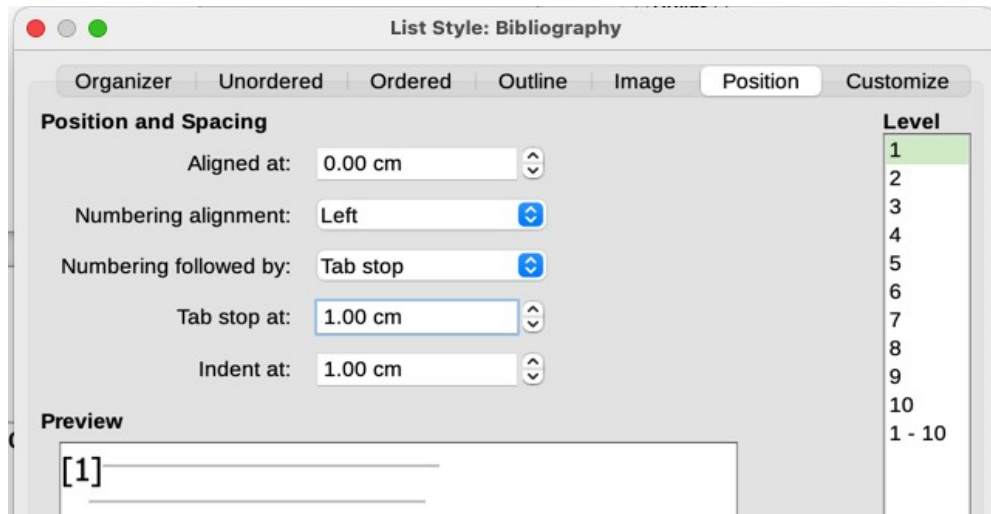 List Style: Bibliography
Organizer Unordered Ordered Outline Image Position Customize
Position and Spacing
Level
Aligned at: 0.00 cm
Numbering alignment: Left
Numbering followed by: Tab stop
Tab stop at: 1.00 cm
Indent at: 1.00 cm
1
2
3
4
5
6
7
8
9
10
1 - 10
Preview
[1]